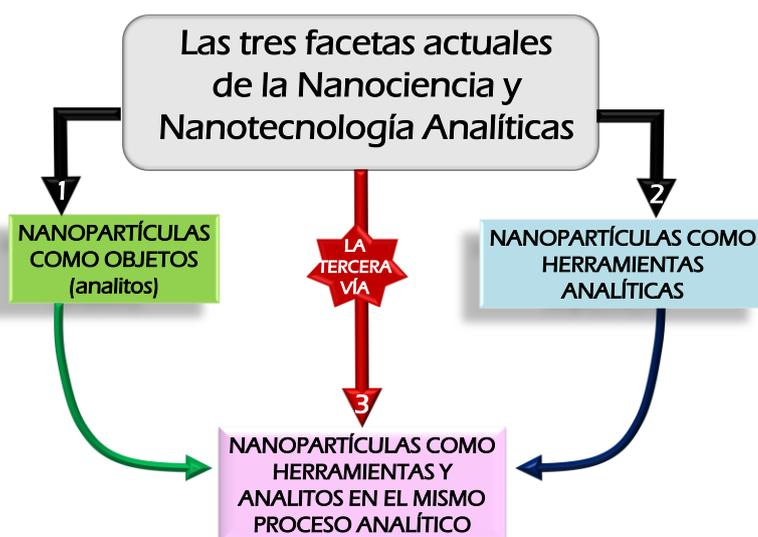 Las tres facetas actuales
de la Nanociencia y
Nanotecnología Analíticas
1
2
NANOPARTÍCULAS
COMO OBJETOS
(analitos)
LA
TERCERA
VÍA
NANOPARTÍCULAS COMO
HERRAMIENTAS
ANALÍTICAS
3
NANOPARTÍCULAS COMO
HERRAMIENTAS Y
ANALITOS EN EL MISMO
PROCESO ANALÍTICO